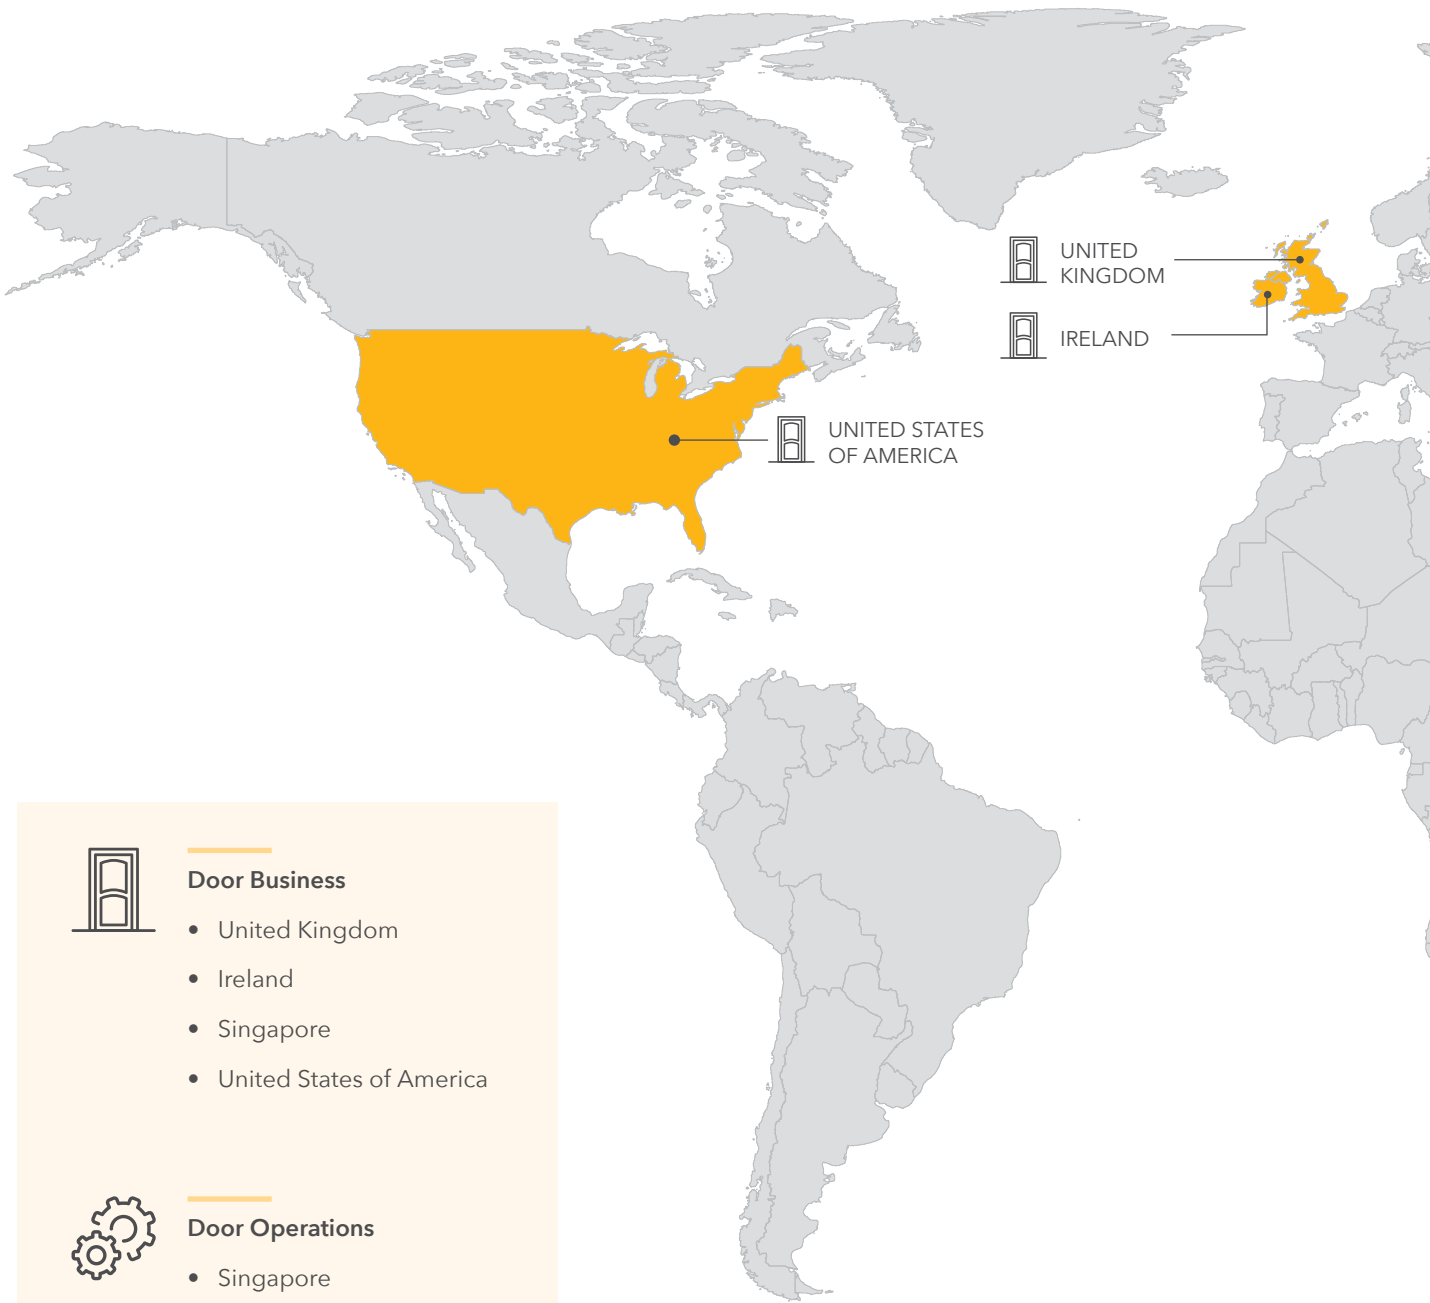 UNITED
KINGDOM
IRELAND
UNITED STATES
OF AMERICA
Door Business
• United Kingdom
• Ireland
• Singapore
• United States of America
Door Operations
• Singapore